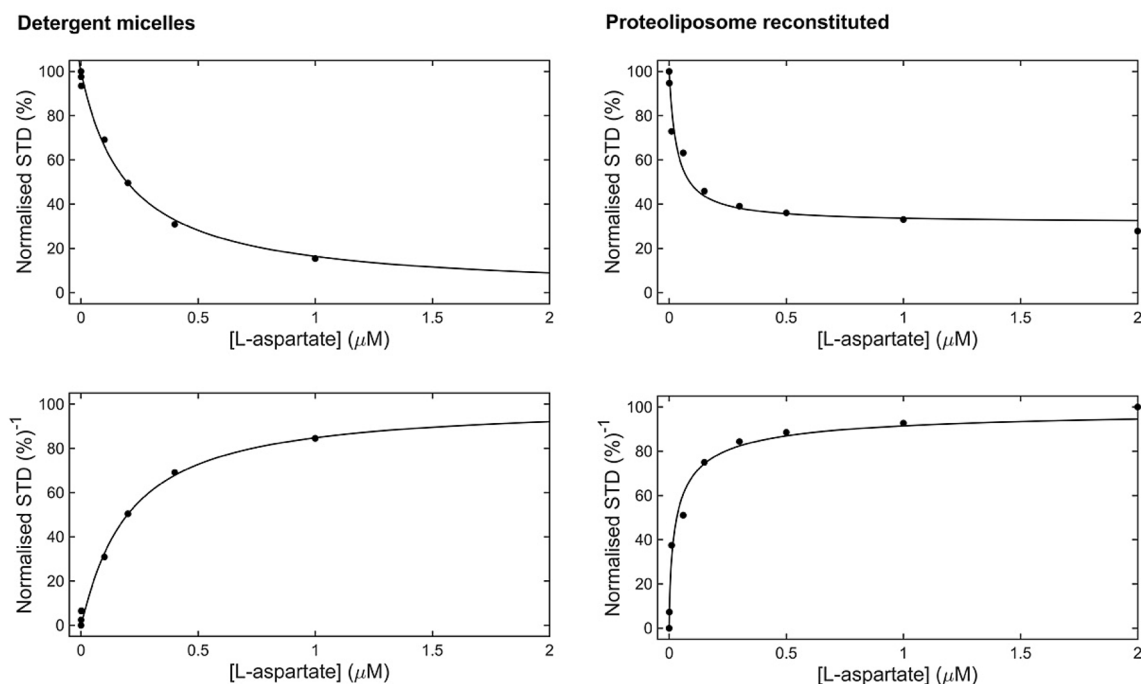 Detergent micelles
Proteoliposome reconstituted
Normalised STD (%)
100
80
60
40
20
0
0 0.5 1 1.5 2
[L-aspartate] (μM)
Normalised STD (%)
100
80
60
40
20
0
0 0.5 1 1.5 2
[L-aspartate] (μM)
Normalised STD (%)⁻¹
100
80
60
40
20
0
0 0.5 1 1.5 2
[L-aspartate] (μM)
Normalised STD (%)⁻¹
100
80
60
40
20
0
0 0.5 1 1.5 2
[L-aspartate] (μM)